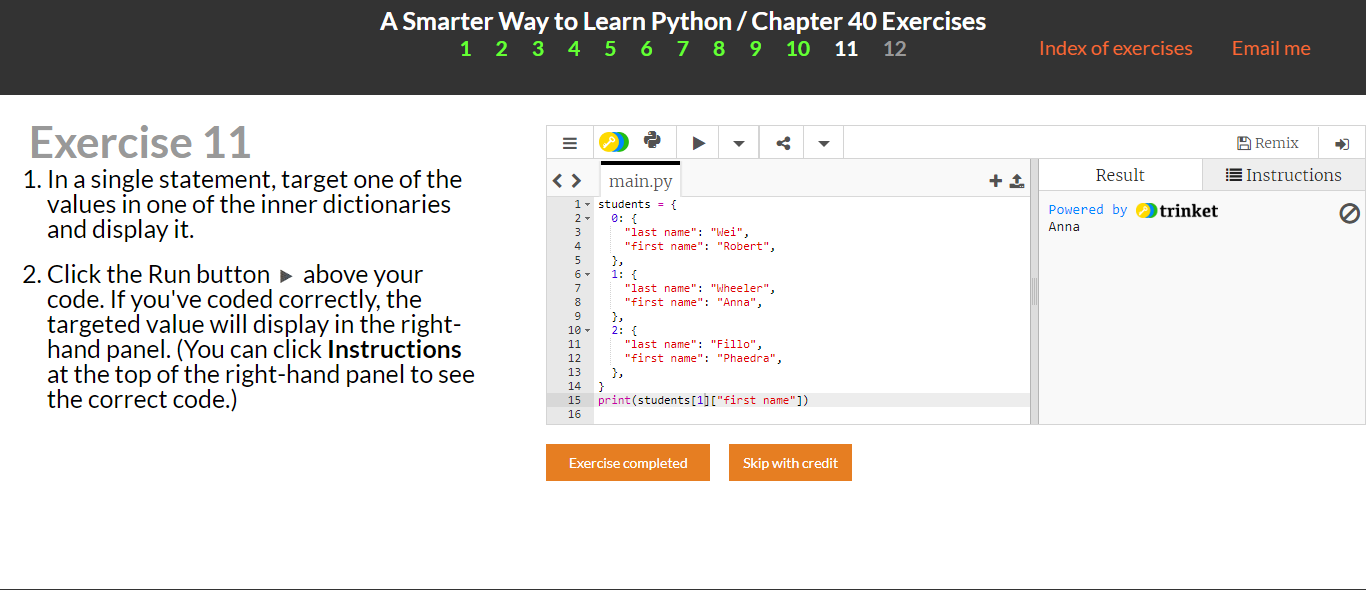 A Smarter Way to Learn Python / Chapter 40 Exercises
1 2 3 4 5 6 7 8 9 10 11 12
Index of exercises Email me
Exercise 11
1. In a single statement, target one of the
values in one of the inner dictionaries
and display it.
2. Click the Run button ▶ above your
code. If you've coded correctly, the
targeted value will display in the right-
hand panel. (You can click Instructions
at the top of the right-hand panel to see
the correct code.)
Remix
main.py
Result
Instructions
1 students = {
2   0: {
3     "last name": "Wei",
4     "first name": "Robert",
5   },
6   1: {
7     "last name": "Wheeler",
8     "first name": "Anna",
9   },
10   2: {
11     "last name": "Fillo",
12     "first name": "Phaedra",
13   },
14 }
15 print(students[1]["first name"])
16
Powered by trinket
Anna
Exercise completed
Skip with credit